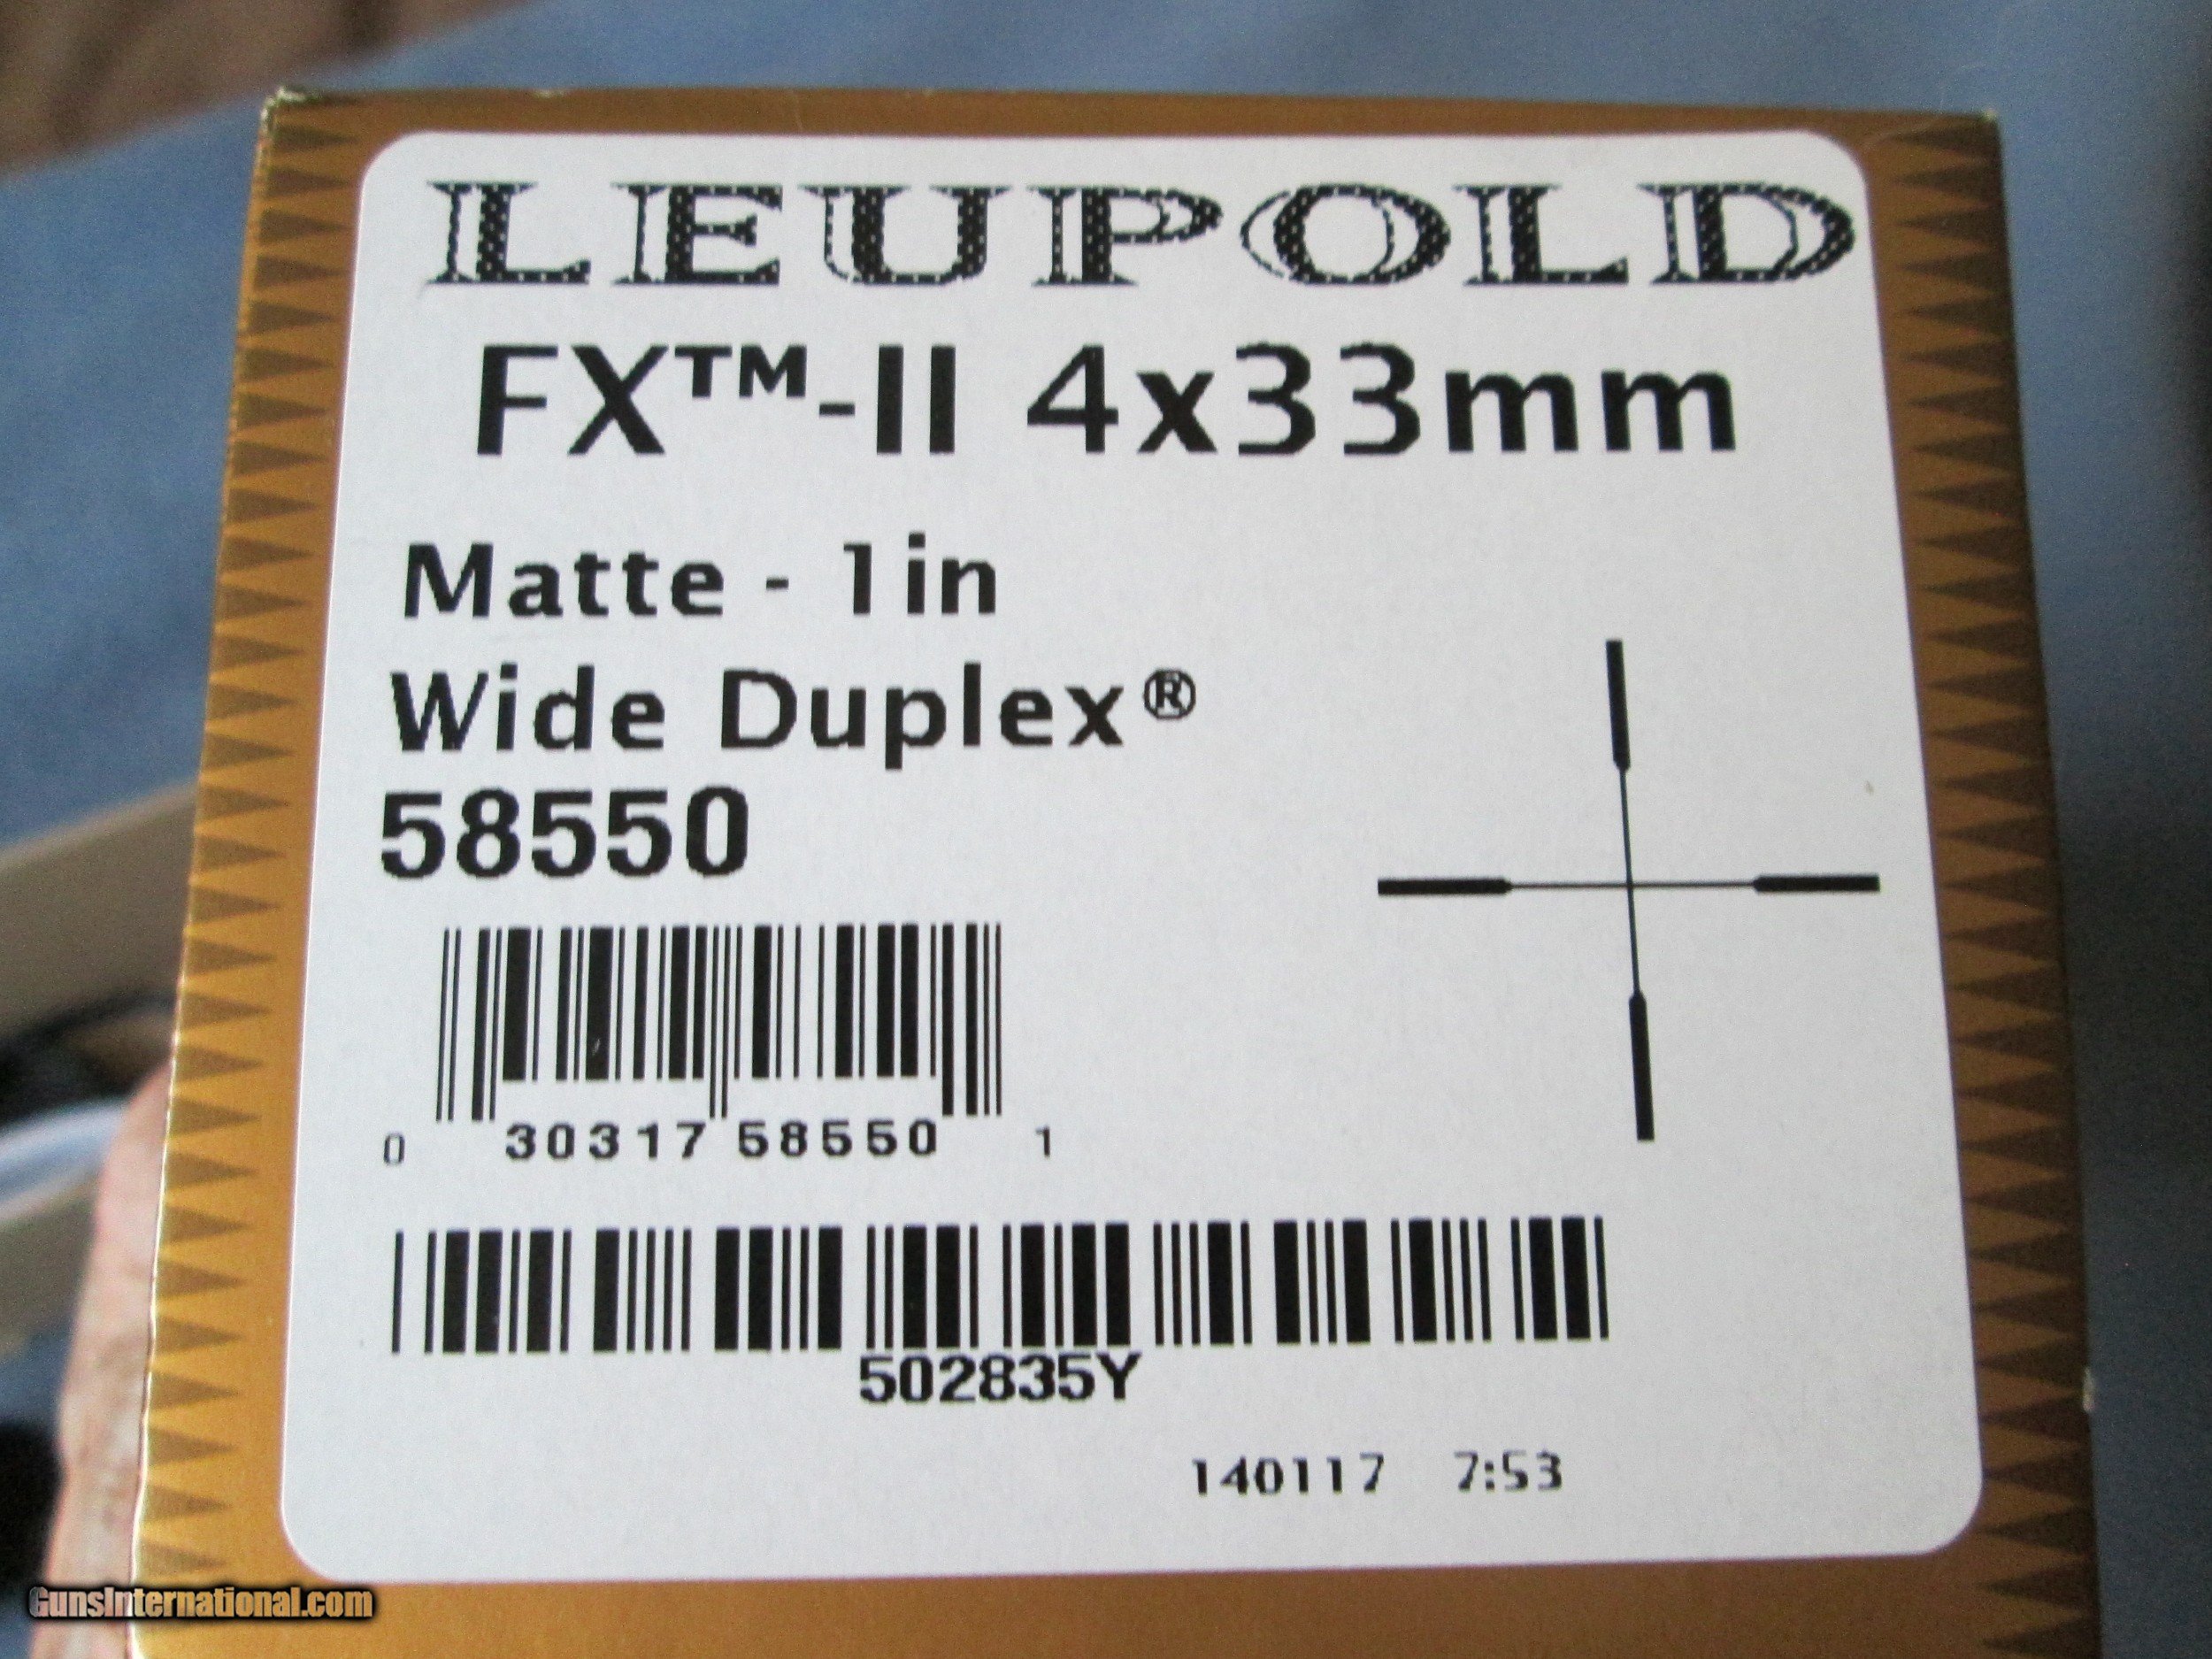 LEUPOLD
FX™-II 4x33mm
Matte - 1in
Wide Duplex®
58550
0 30317 58550 1
502835Y
140117 7:53
GunsInternational.com